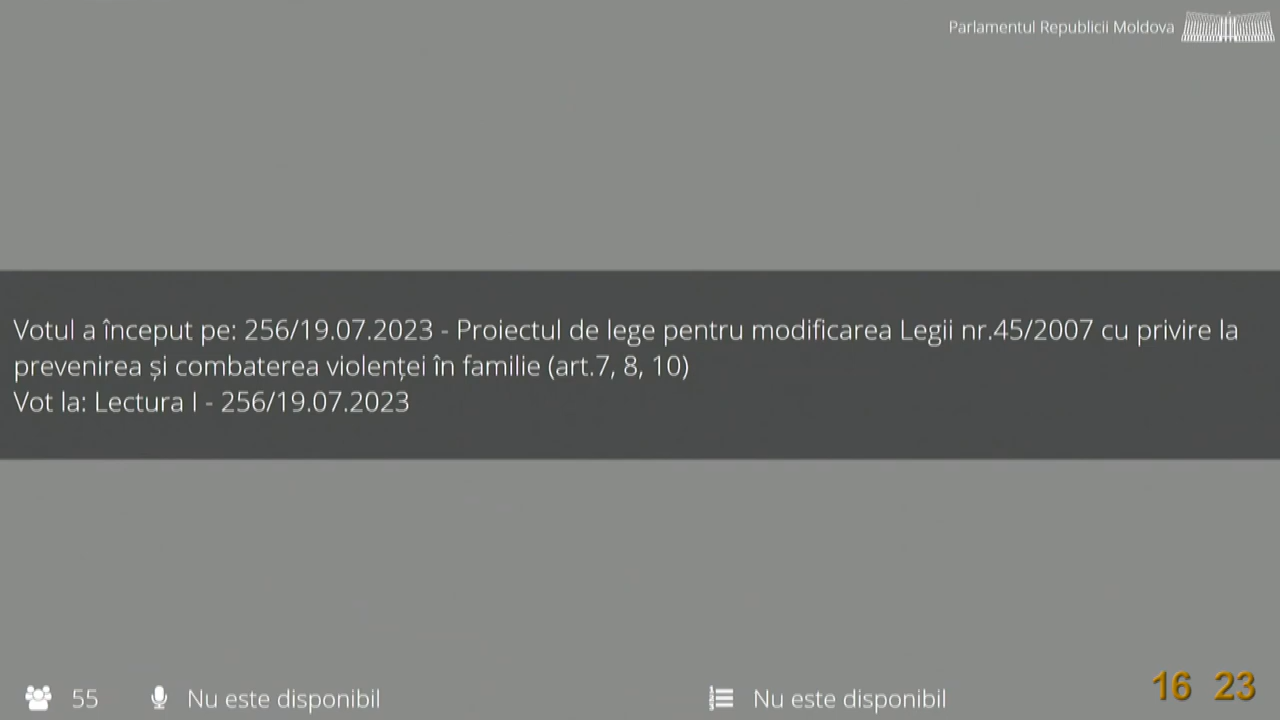 Parlamentul Republicii Moldova
Votul a început pe: 256/19.07.2023 - Proiectul de lege pentru modificarea Legii nr.45/2007 cu privire la
prevenirea și combaterea violenței în familie (art.7, 8, 10)
Vot la: Lectura I - 256/19.07.2023
55 Nu este disponibil Nu este disponibil 16 23